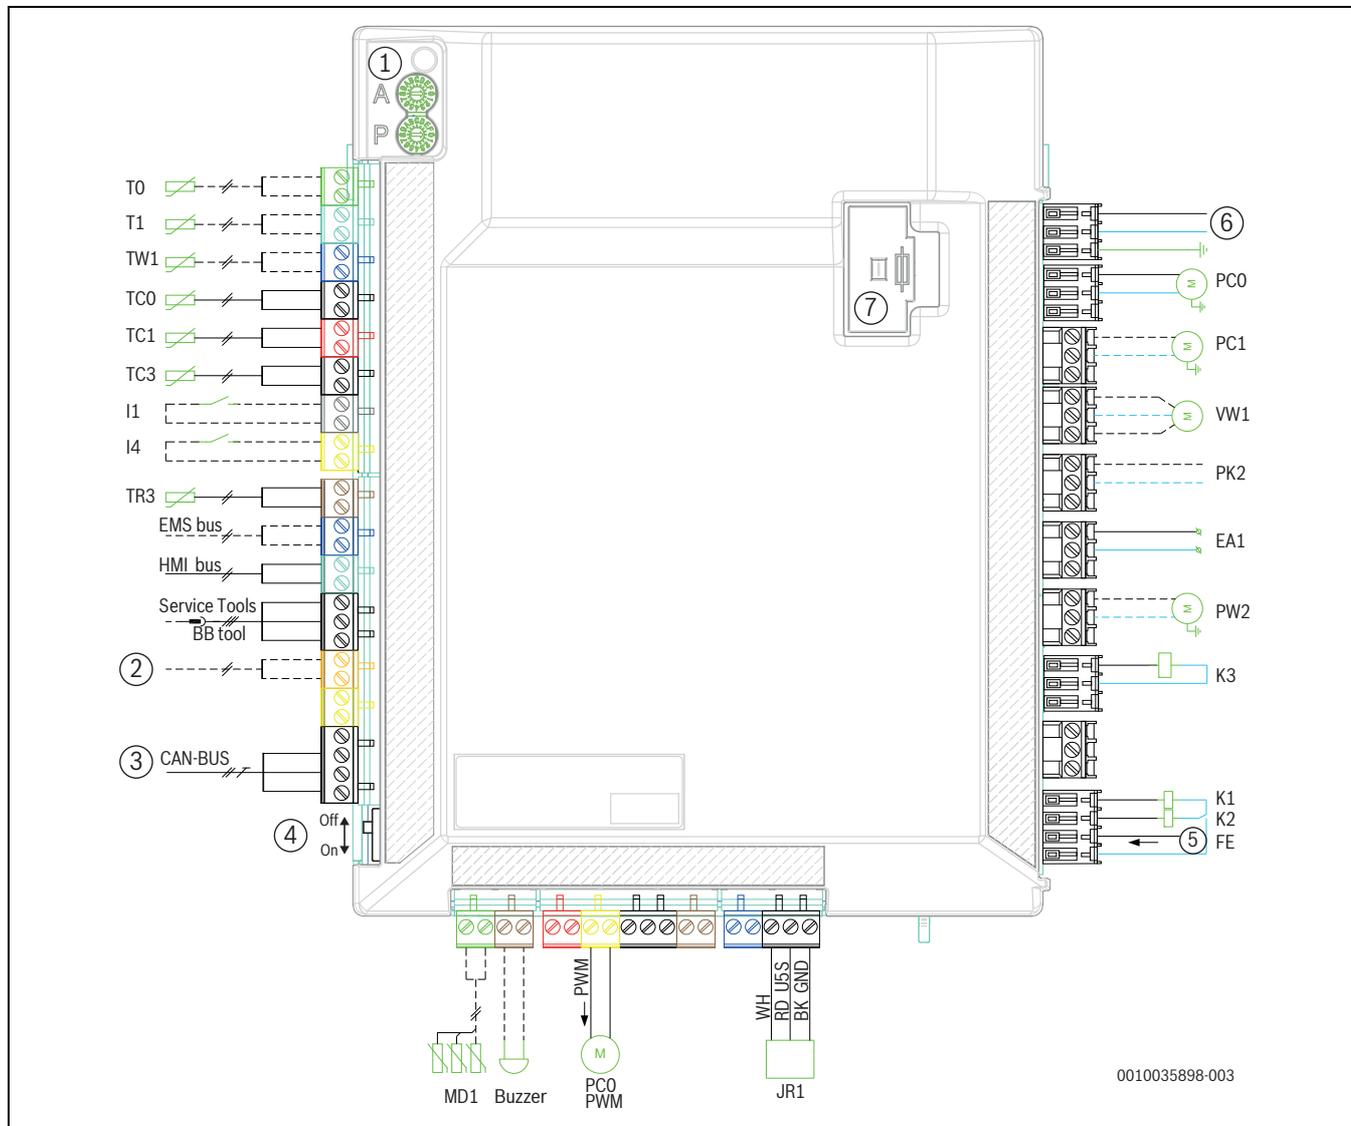 1
A
P
T0
T1
TW1
TC0
TC1
TC3
I1
I4
TR3
EMS bus
HMI bus
Service Tools
BB tool
2
3 CAN-BUS
4 Off
On
7
6
PC0
M
PC1
M
VW1
M
PK2
EA1
PW2
M
K3
K1
K2
5 FE
PWM
WH
RD U5S
BK GND
M
MD1
Buzzer
PC0
PWM
JR1
0010035898-003